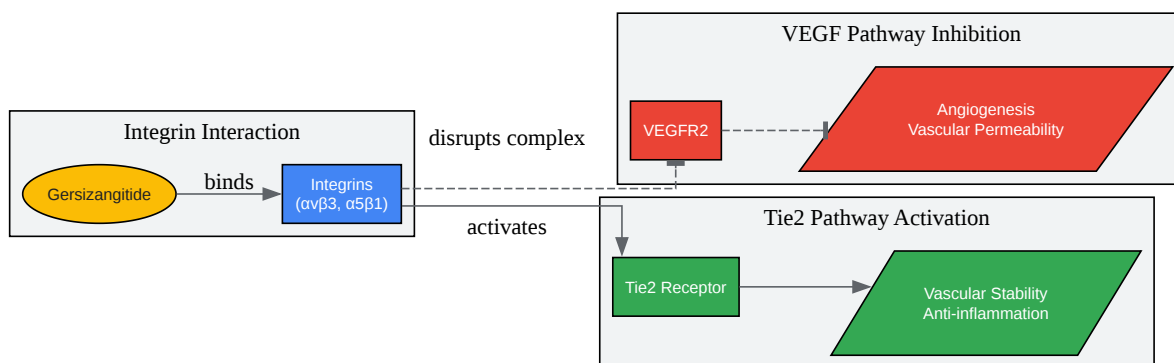 VEGF Pathway Inhibition
VEGFR2
Angiogenesis
Vascular Permeability
Integrin Interaction
disrupts complex
Gersizangitide
binds
Integrins
(αvβ3, α5β1)
activates
Tie2 Pathway Activation
Tie2 Receptor
Vascular Stability
Anti-inflammation